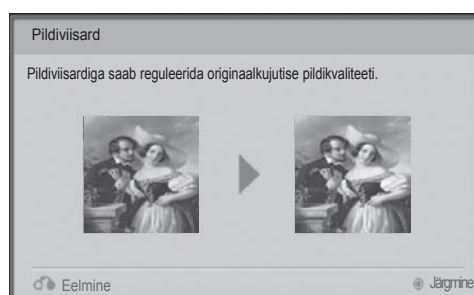 Pildiviisard
Pildiviisardiga saab reguleerida originaalkujutise pildikvaliteeti.
Eelmine
Järgmine